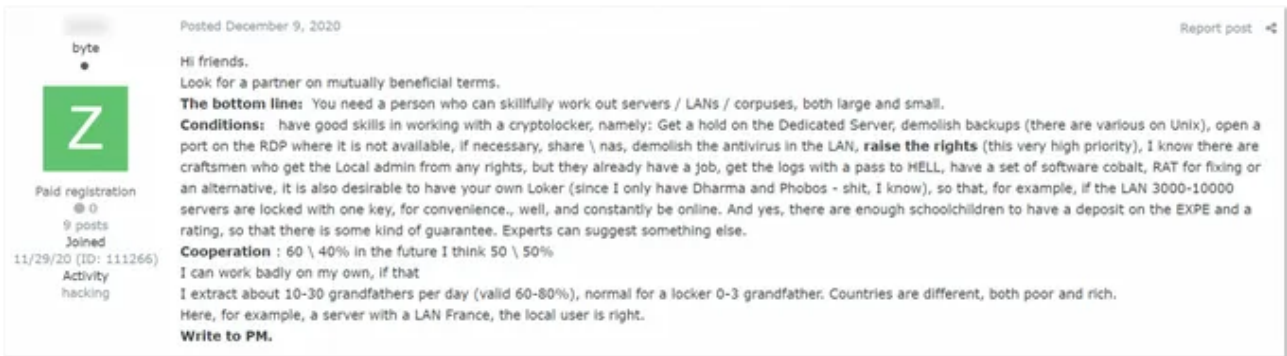 Posted December 9, 2020
Report post
byte
Z
Paid registration
0
9 posts
Joined
11/29/20 (ID: 111266)
Activity
hacking
Hi friends.
Look for a partner on mutually beneficial terms.
The bottom line: You need a person who can skillfully work out servers / LANs / corpuses, both large and small.
Conditions: have good skills in working with a cryptolocker, namely: Get a hold on the Dedicated Server, demolish backups (there are various on Unix), open a
port on the RDP where it is not available, if necessary, share \ nas, demolish the antivirus in the LAN, raise the rights (this very high priority), I know there are
craftsmen who get the Local admin from any rights, but they already have a job, get the logs with a pass to HELL, have a set of software cobalt, RAT for fixing or
an alternative, it is also desirable to have your own Loker (since I only have Dharma and Phobos - shit, I know), so that, for example, if the LAN 3000-10000
servers are locked with one key, for convenience., well, and constantly be online. And yes, there are enough schoolchildren to have a deposit on the EXPE and a
rating, so that there is some kind of guarantee. Experts can suggest something else.
Cooperation : 60 \ 40% in the future I think 50 \ 50%
I can work badly on my own, if that
I extract about 10-30 grandfathers per day (valid 60-80%), normal for a locker 0-3 grandfather. Countries are different, both poor and rich.
Here, for example, a server with a LAN France, the local user is right.
Write to PM.